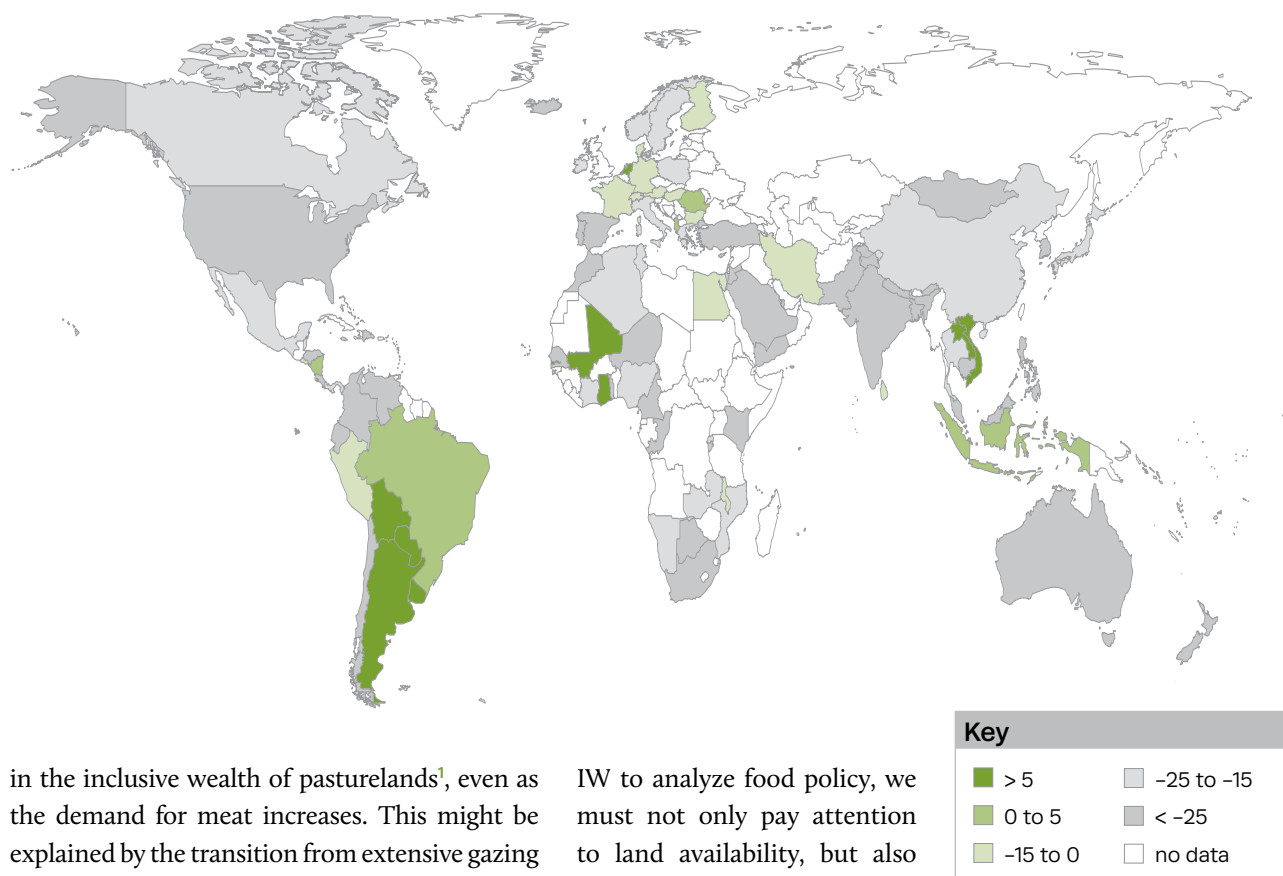 in the inclusive wealth of pasturelands1, even as
the demand for meat increases. This might be
explained by the transition from extensive gazing
IW to analyze food policy, we
must not only pay attention
to land availability, but also
Key
> 5
0 to 5
–15 to 0
–25 to –15
< –25
no data